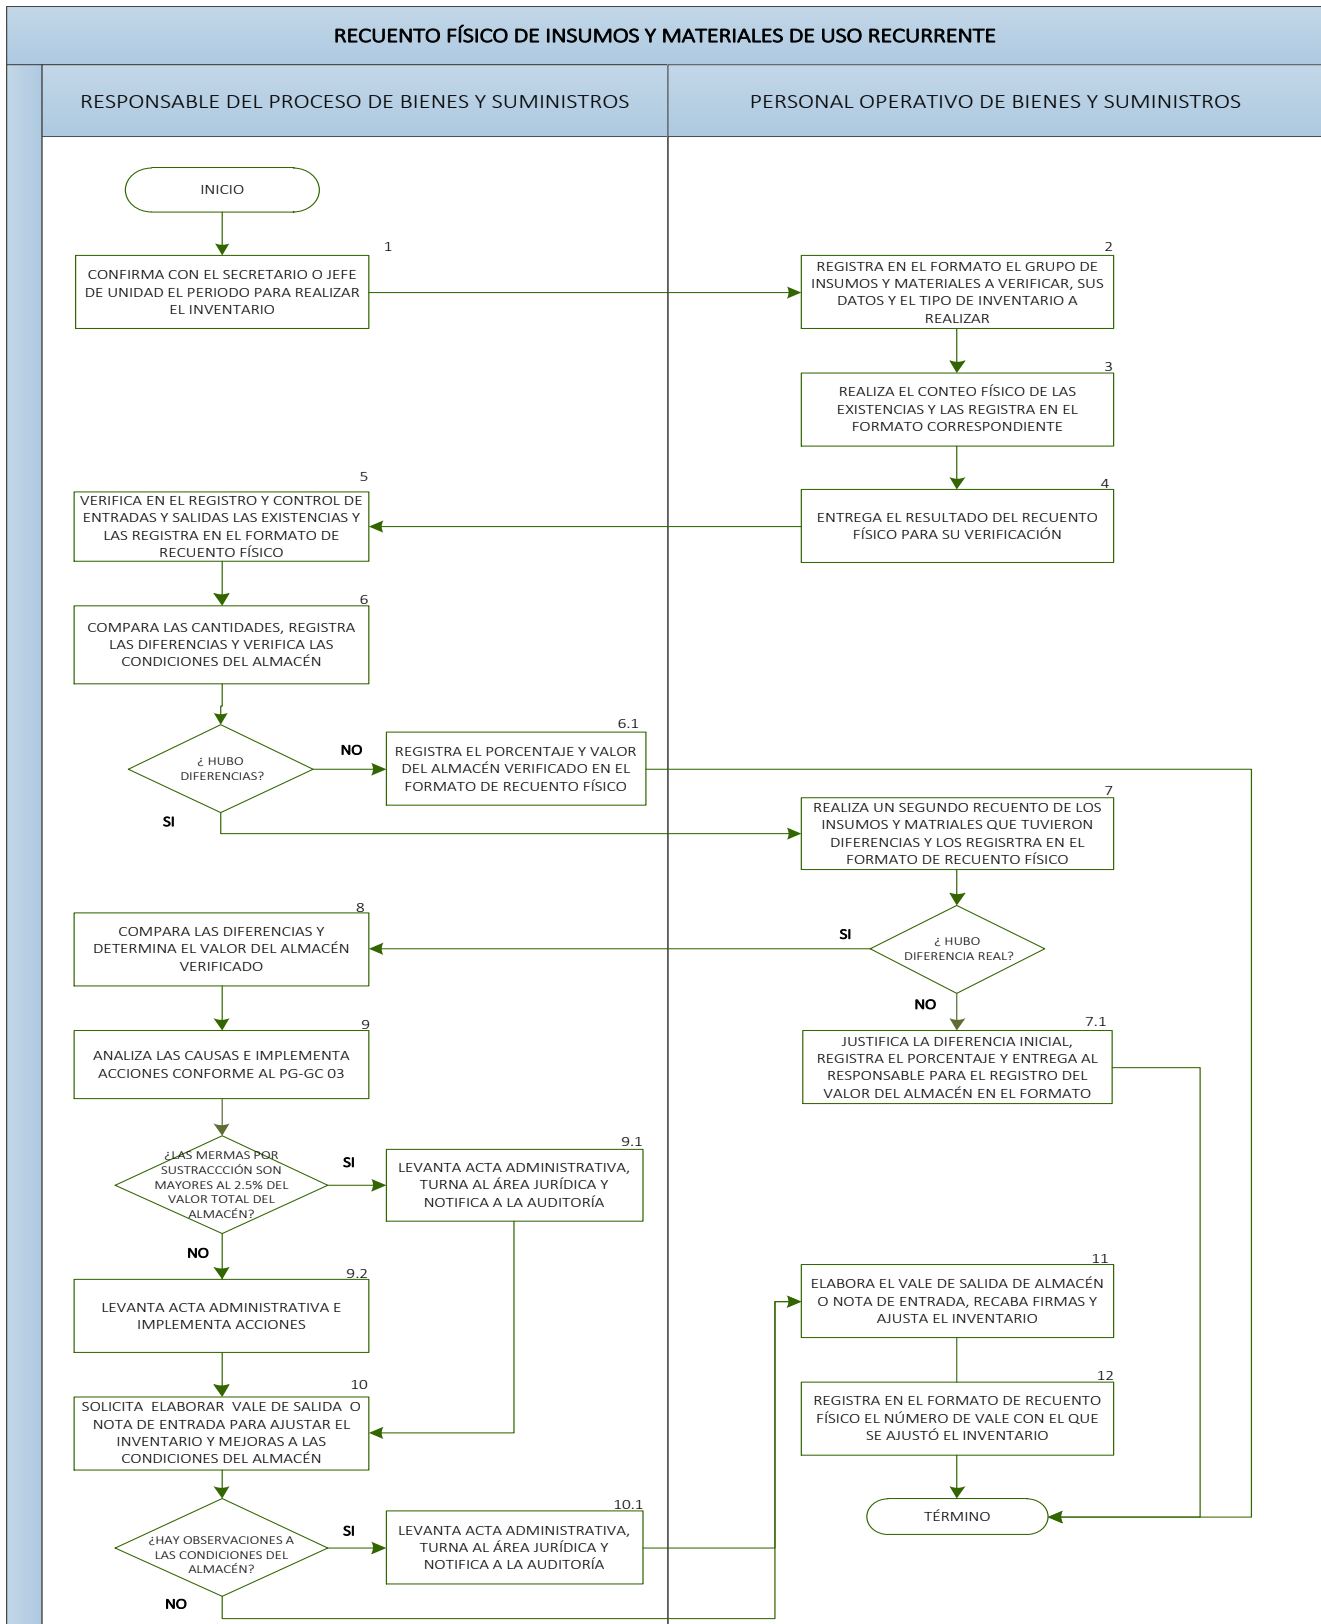 RECUENTO FÍSICO DE INSUMOS Y MATERIALES DE USO RECURRENTE
RESPONSABLE DEL PROCESO DE BIENES Y SUMINISTROS
PERSONAL OPERATIVO DE BIENES Y SUMINISTROS
INICIO
1
CONFIRMA CON EL SECRETARIO O JEFE
DE UNIDAD EL PERIODO PARA REALIZAR
EL INVENTARIO
2
REGISTRA EN EL FORMATO EL GRUPO DE
INSUMOS Y MATERIALES A VERIFICAR, SUS
DATOS Y EL TIPO DE INVENTARIO A
REALIZAR
3
REALIZA EL CONTEO FÍSICO DE LAS
EXISTENCIAS Y LAS REGISTRA EN EL
FORMATO CORRESPONDIENTE
4
ENTREGA EL RESULTADO DEL RECUENTO
FÍSICO PARA SU VERIFICACIÓN
5
VERIFICA EN EL REGISTRO Y CONTROL DE
ENTRADAS Y SALIDAS LAS EXISTENCIAS Y
LAS REGISTRA EN EL FORMATO DE
RECUENTO FÍSICO
6
COMPARA LAS CANTIDADES, REGISTRA
LAS DIFERENCIAS Y VERIFICA LAS
CONDICIONES DEL ALMACÉN
¿ HUBO
DIFERENCIAS?
NO
SI
6.1
REGISTRA EL PORCENTAJE Y VALOR
DEL ALMACÉN VERIFICADO EN EL
FORMATO DE RECUENTO FÍSICO
7
REALIZA UN SEGUNDO RECUENTO DE LOS
INSUMOS Y MATRIALES QUE TUVIERON
DIFERENCIAS Y LOS REGISRTRA EN EL
FORMATO DE RECUENTO FÍSICO
¿ HUBO
DIFERENCIA REAL?
SI
NO
7.1
JUSTIFICA LA DIFERENCIA INICIAL,
REGISTRA EL PORCENTAJE Y ENTREGA AL
RESPONSABLE PARA EL REGISTRO DEL
VALOR DEL ALMACÉN EN EL FORMATO
8
COMPARA LAS DIFERENCIAS Y
DETERMINA EL VALOR DEL ALMACÉN
VERIFICADO
9
ANALIZA LAS CAUSAS E IMPLEMENTA
ACCIONES CONFORME AL PG-GC 03
¿LAS MERMAS POR
SUSTRACCCIÓN SON
MAYORES AL 2.5% DEL
VALOR TOTAL DEL
ALMACÉN?
SI
NO
9.1
LEVANTA ACTA ADMINISTRATIVA,
TURNA AL ÁREA JURÍDICA Y
NOTIFICA A LA AUDITORÍA
9.2
LEVANTA ACTA ADMINISTRATIVA E
IMPLEMENTA ACCIONES
10
SOLICITA ELABORAR VALE DE SALIDA O
NOTA DE ENTRADA PARA AJUSTAR EL
INVENTARIO Y MEJORAS A LAS
CONDICIONES DEL ALMACÉN
¿HAY OBSERVACIONES A
LAS CONDICIONES DEL
ALMACÉN?
SI
NO
10.1
LEVANTA ACTA ADMINISTRATIVA,
TURNA AL ÁREA JURÍDICA Y
NOTIFICA A LA AUDITORÍA
11
ELABORA EL VALE DE SALIDA DE ALMACÉN
O NOTA DE ENTRADA, RECABA FIRMAS Y
AJUSTA EL INVENTARIO
12
REGISTRA EN EL FORMATO DE RECUENTO
FÍSICO EL NÚMERO DE VALE CON EL QUE
SE AJUSTÓ EL INVENTARIO
TÉRMINO